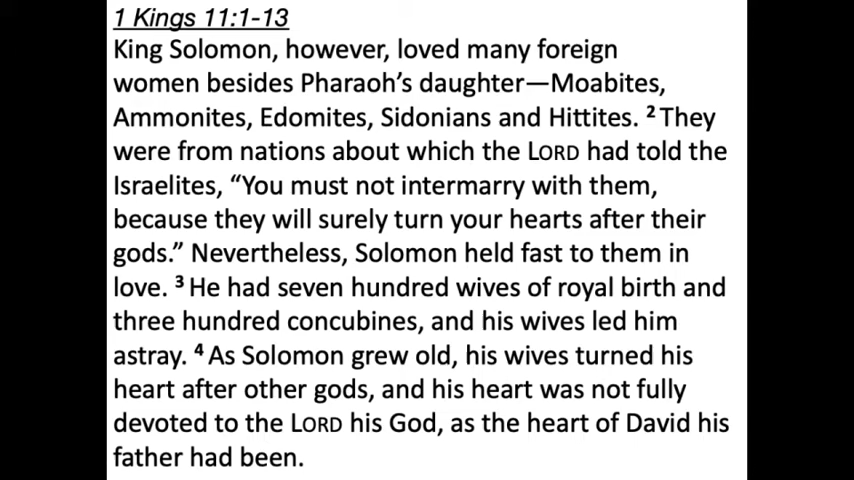 1 Kings 11:1-13
King Solomon, however, loved many foreign
women besides Pharaoh’s daughter—Moabites,
Ammonites, Edomites, Sidonians and Hittites. ² They
were from nations about which the LORD had told the
Israelites, “You must not intermarry with them,
because they will surely turn your hearts after their
gods.” Nevertheless, Solomon held fast to them in
love. ³ He had seven hundred wives of royal birth and
three hundred concubines, and his wives led him
astray. ⁴ As Solomon grew old, his wives turned his
heart after other gods, and his heart was not fully
devoted to the LORD his God, as the heart of David his
father had been.